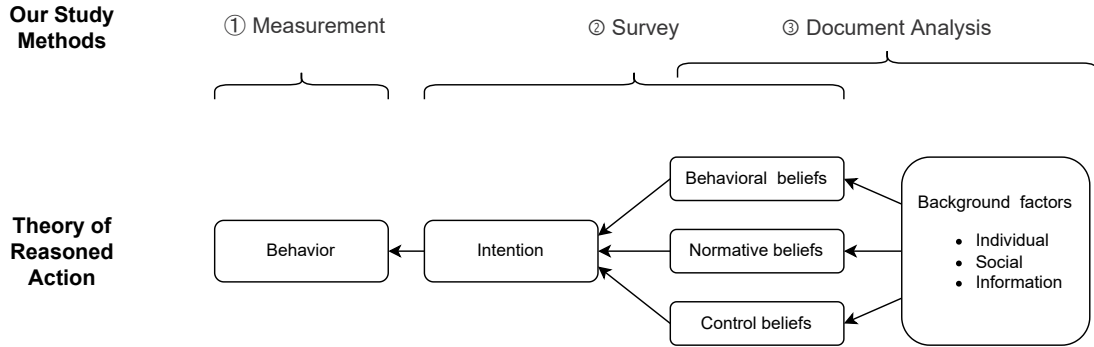 Our Study
Methods
① Measurement
② Survey
③ Document Analysis
Theory of
Reasoned
Action
Behavior
Intention
Behavioral beliefs
Normative beliefs
Control beliefs
Background factors
• Individual
• Social
• Information